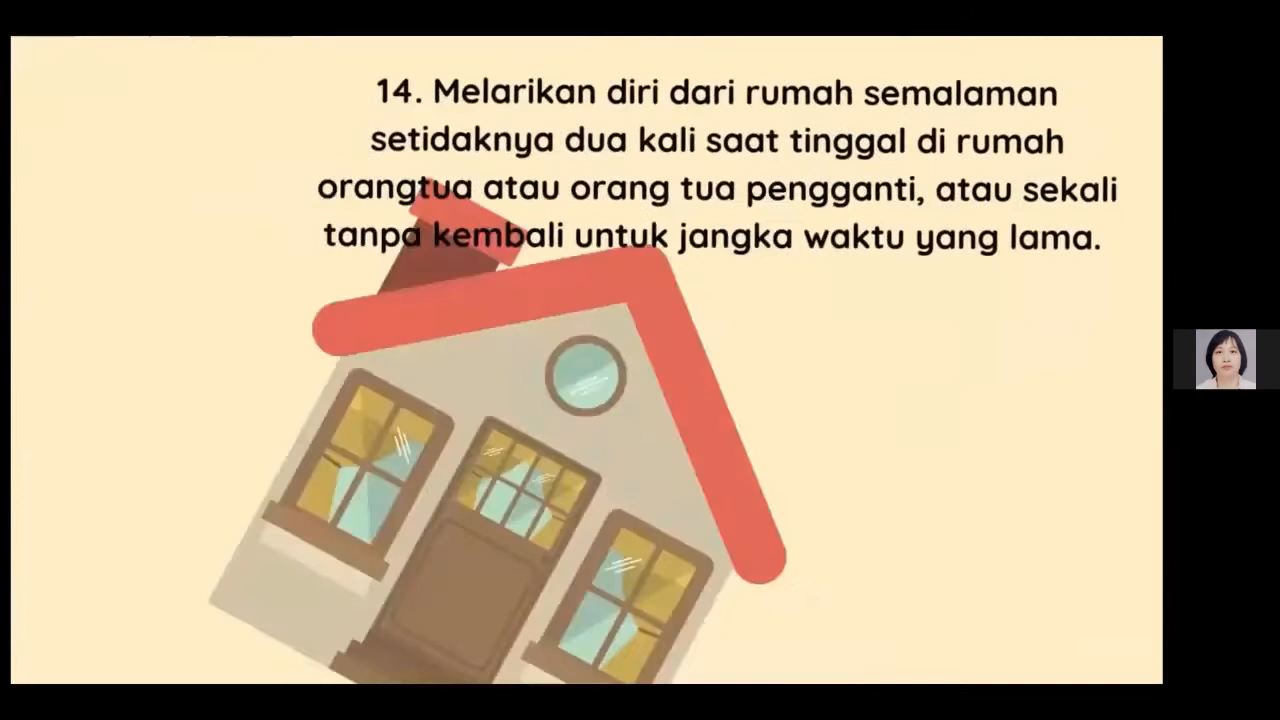 14. Melarikan diri dari rumah semalaman
setidaknya dua kali saat tinggal di rumah
orangtua atau orang tua pengganti, atau sekali
tanpa kembali untuk jangka waktu yang lama.